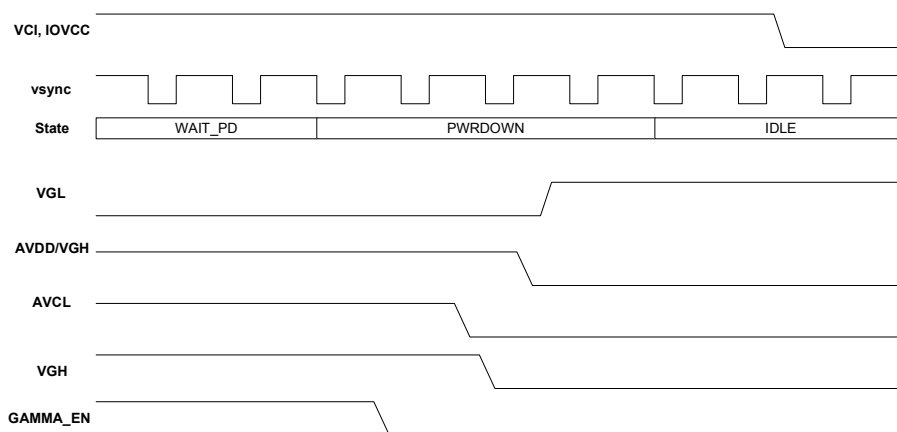 VCI, IOVCC
vsync
State WAIT_PD PWRDOWN IDLE
VGL
AVDD/VGH
AVCL
VGH
GAMMA_EN